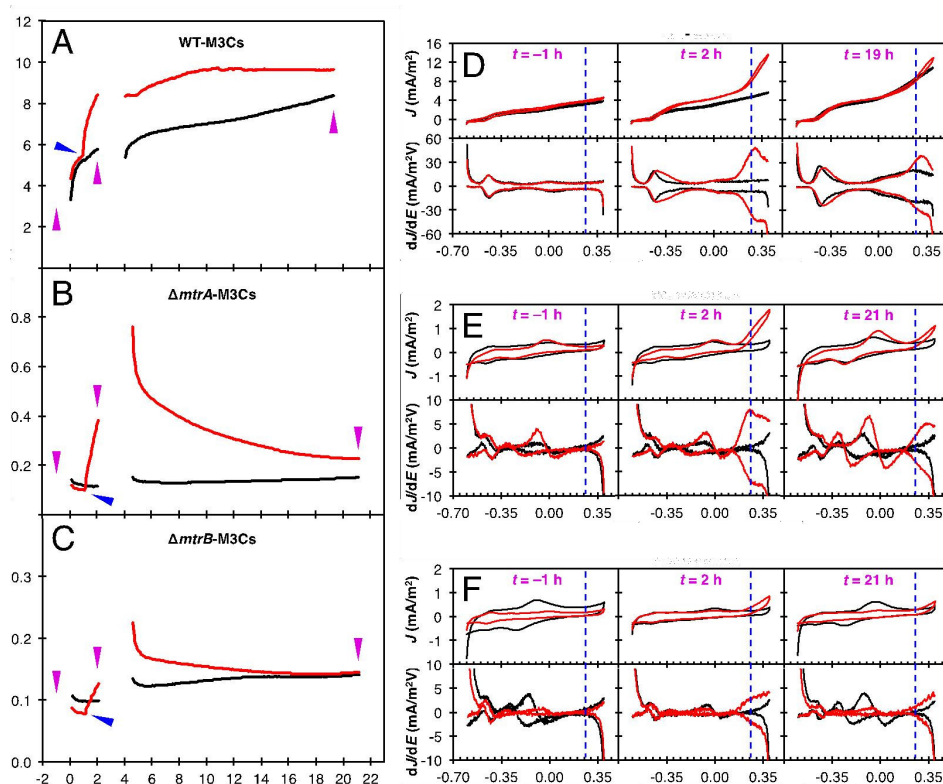 A
WT-M3Cs
12
10
8
6
4
2
B
ΔmtrA-M3Cs
0.8
0.6
0.4
0.2
0.0
C
ΔmtrB-M3Cs
0.3
0.2
0.1
0.0
-2 0 2 4 6 8 10 12 14 16 18 20 22
D
t = –1 h
t = 2 h
t = 19 h
J (mA/m²)
16
12
8
4
0
dJ/dE (mA/m²V)
60
30
0
-30
-60
-0.70 -0.35 0.00 0.35 -0.35 0.00 0.35 -0.35 0.00 0.35
E
t = –1 h
t = 2 h
t = 21 h
J (mA/m²)
2
1
0
-1
dJ/dE (mA/m²V)
10
5
0
-5
-10
-0.70 -0.35 0.00 0.35 -0.35 0.00 0.35 -0.35 0.00 0.35
F
t = –1 h
t = 2 h
t = 21 h
J (mA/m²)
2
1
0
-1
dJ/dE (mA/m²V)
10
5
0
-5
-10
-0.70 -0.35 0.00 0.35 -0.35 0.00 0.35 -0.35 0.00 0.35